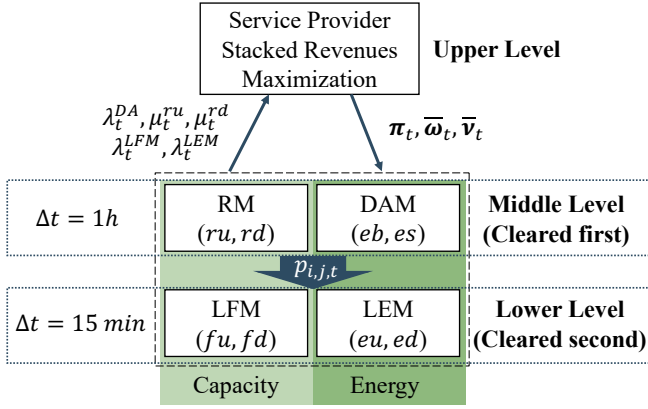 Service Provider
Stacked Revenues
Maximization
Upper Level
λ_t^{DA}, μ_t^{ru}, μ_t^{rd}
λ_t^{LFM}, λ_t^{LEM}
π_t, ω̅_t, ν̅_t
Δt = 1h
RM
(ru, rd)
DAM
(eb, es)
Middle Level
(Cleared first)
p_{i,j,t}
Δt = 15 min
LFM
(fu, fd)
LEM
(eu, ed)
Lower Level
(Cleared second)
Capacity
Energy